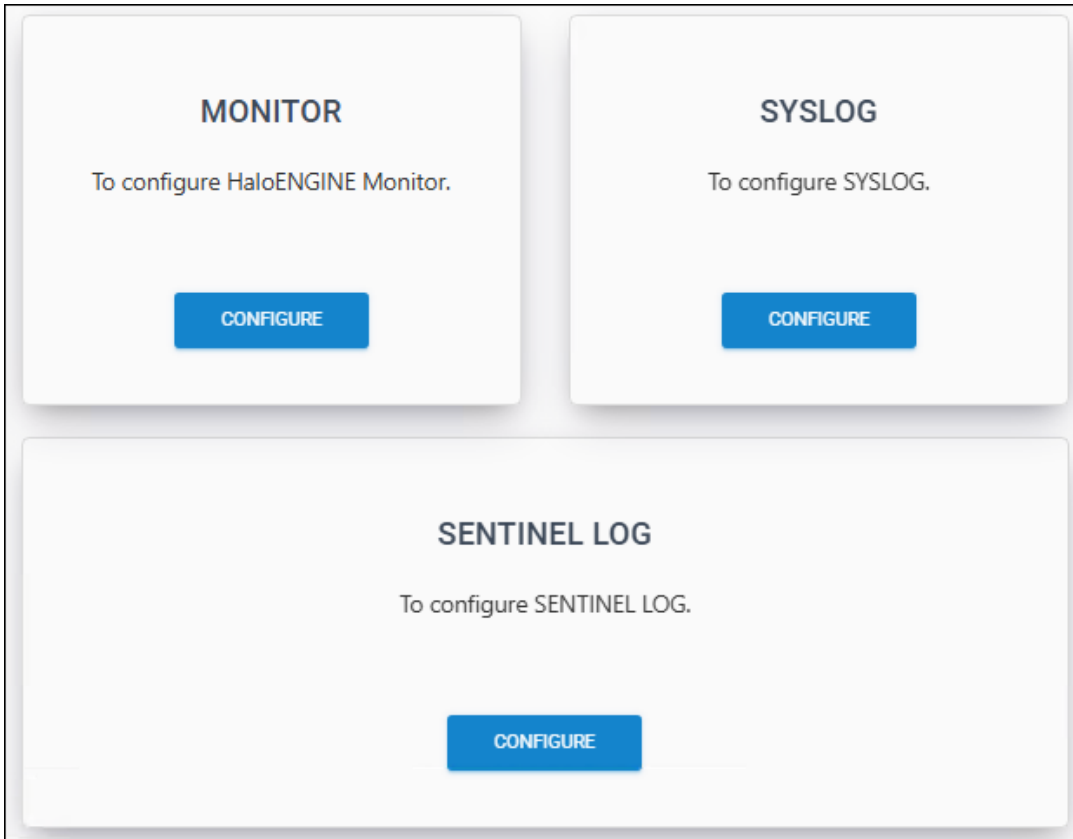 MONITOR
To configure HaloENGINE Monitor.
CONFIGURE
SYSLOG
To configure SYSLOG.
CONFIGURE
SENTINEL LOG
To configure SENTINEL LOG.
CONFIGURE